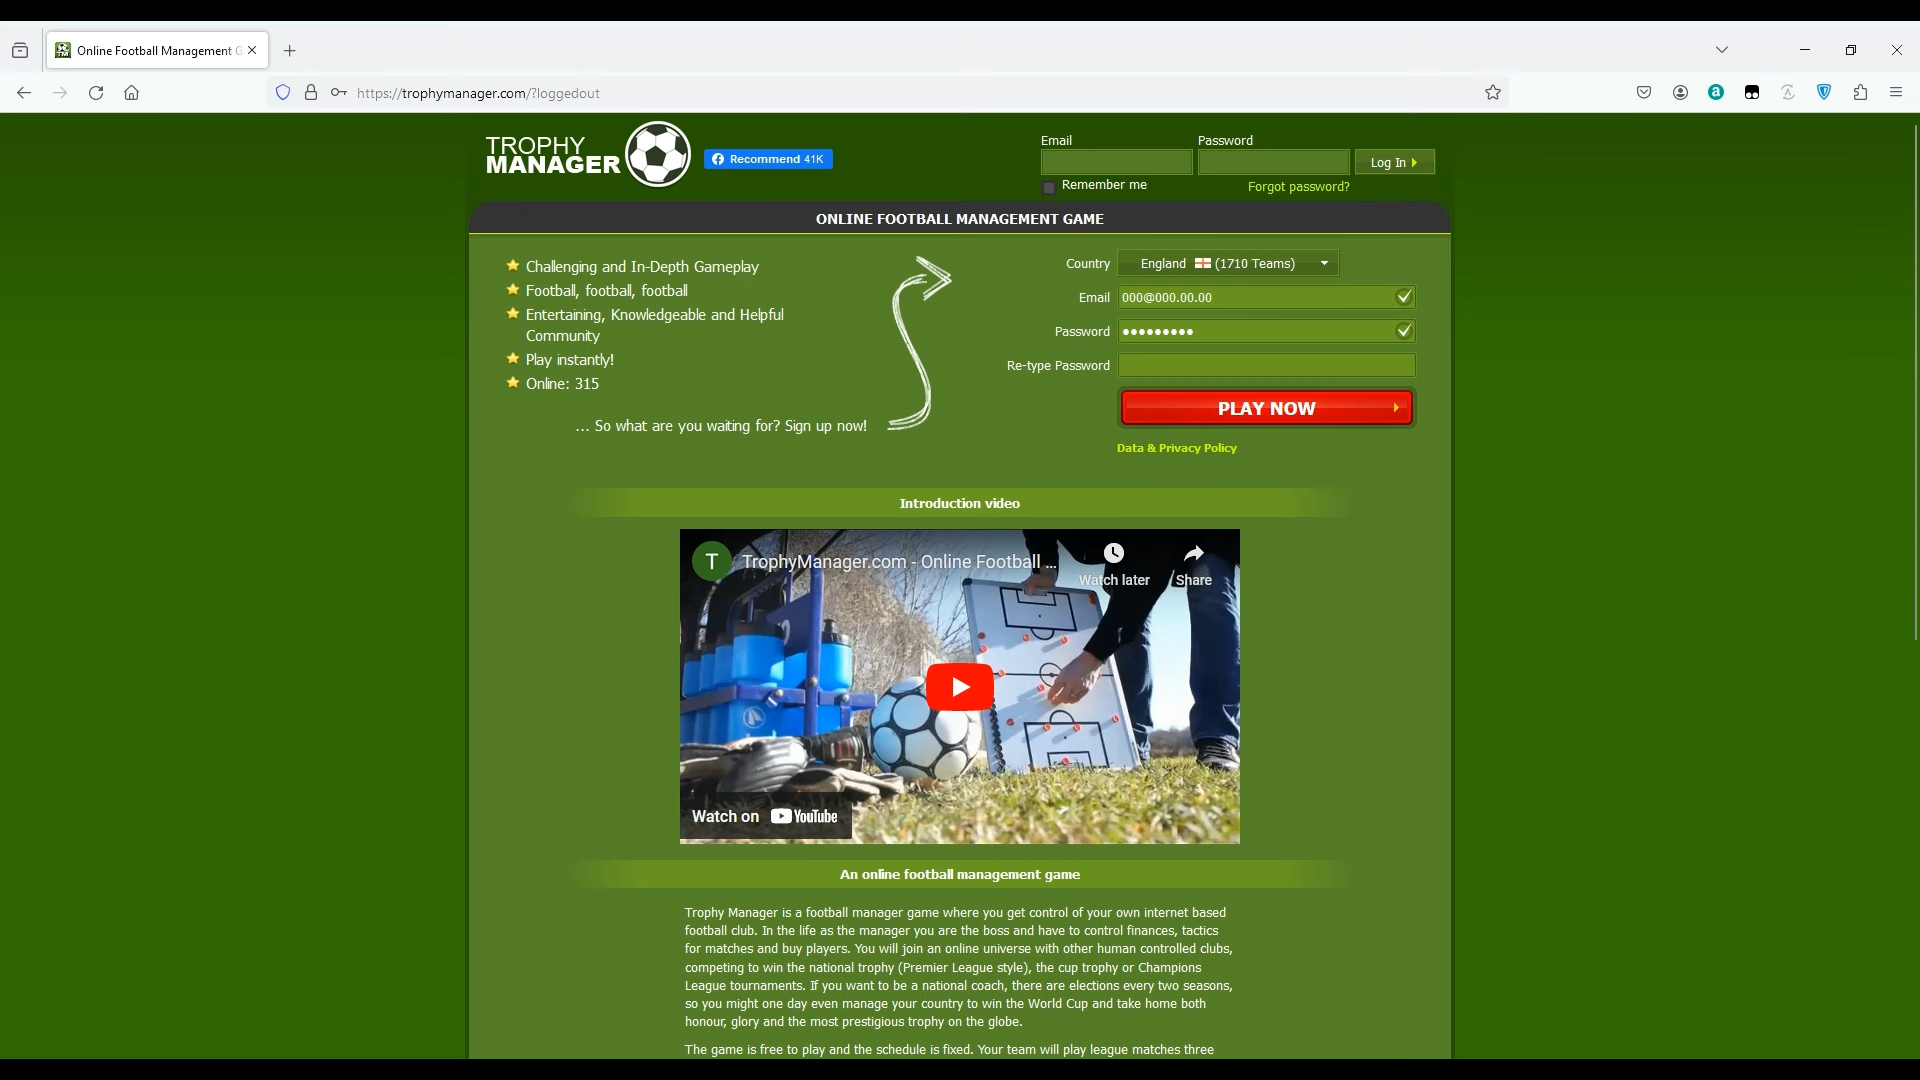 Online Football Management G
https://trophymanager.com/?loggedout
TROPHY
MANAGER
Recommend 41K
Email
Password
Log In
Remember me
Forgot password?
ONLINE FOOTBALL MANAGEMENT GAME
Challenging and In-Depth Gameplay
Football, football, football
Entertaining, Knowledgeable and Helpful
Community
Play instantly!
Online: 315
... So what are you waiting for? Sign up now!
Country
England (1710 Teams)
Email
000@000.00.00
Password
•••••••••
Re-type Password
PLAY NOW
Data & Privacy Policy
Introduction video
T
TrophyManager.com - Online Football ...
Watch later
Share
Watch on YouTube
An online football management game
Trophy Manager is a football manager game where you get control of your own internet based
football club. In the life as the manager you are the boss and have to control finances, tactics
for matches and buy players. You will join an online universe with other human controlled clubs,
competing to win the national trophy (Premier League style), the cup trophy or Champions
League tournaments. If you want to be a national coach, there are elections every two seasons,
so you might one day even manage your country to win the World Cup and take home both
honour, glory and the most prestigious trophy on the globe.
The game is free to play and the schedule is fixed. Your team will play league matches three